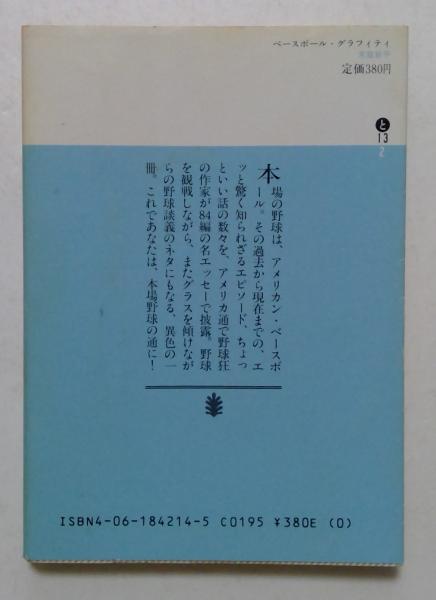 ベースボール・グラフィティ
定価380円
と
13
2
本場の野球は、アメリカン・ベースボ
ール。その過去から現在までの、エ
ッと驚く知られざるエピソード、ちょっ
といい話の数々を、アメリカ通で野球狂
の作家が84編の名エッセーで披露。野球
を観戦しながら、またグラスを傾けなが
らの野球談義のネタにもなる、異色の一
冊。これであなたは、本場野球の通に！
ISBN4-06-184214-5 C0195 ¥380E (0)